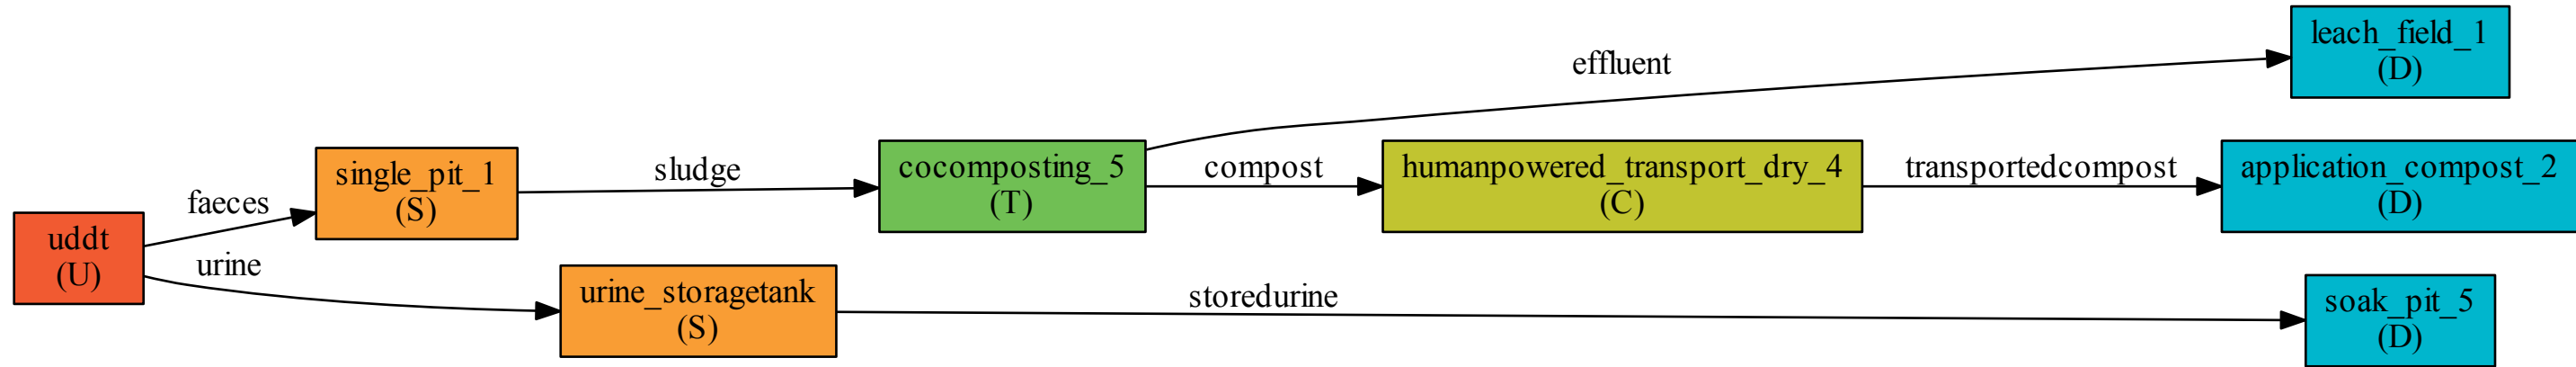 leach_field_1
(D)
effluent
single_pit_1
(S)
sludge
cocomposting_5
(T)
compost
humanpowered_transport_dry_4
(C)
transportedcompost
application_compost_2
(D)
faeces
uddt
(U)
urine
urine_storagetank
(S)
storedurine
soak_pit_5
(D)